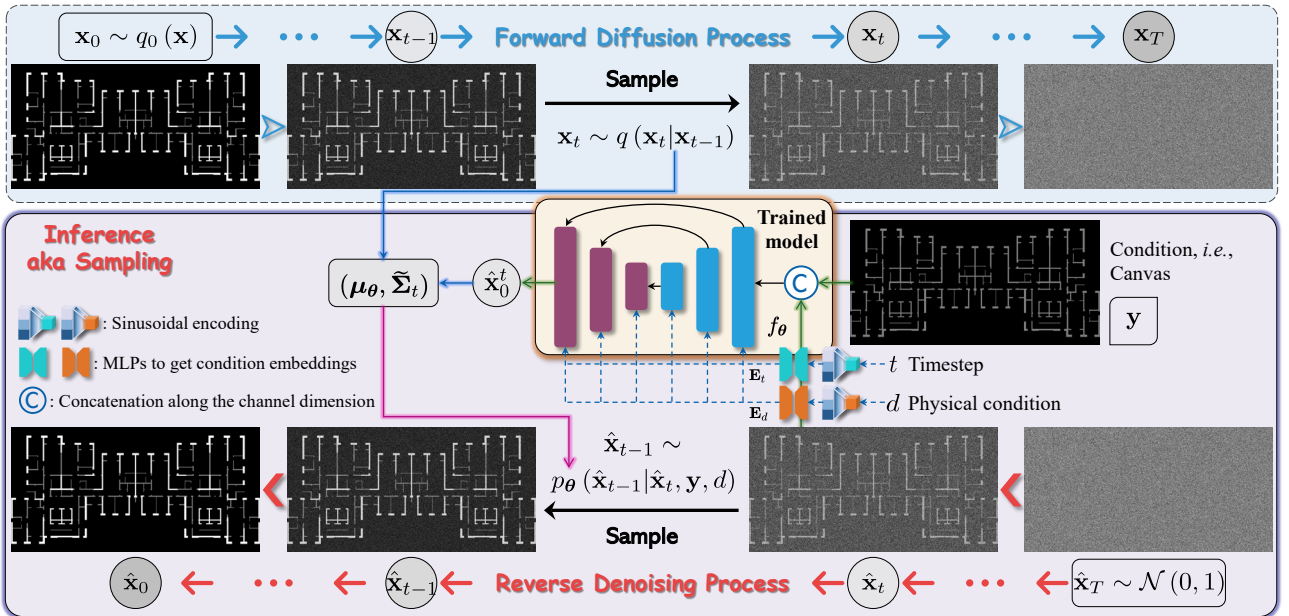 x₀ ∼ q₀ (x) ··· x_{t−1} Forward Diffusion Process x_t ··· x_T
Sample
x_t ∼ q (x_t|x_{t−1})
Inference
aka Sampling
Trained
model
(μ_θ, Σ̃_t)
x̂₀ᵗ
C
f_θ
Condition, i.e.,
Canvas
y
: Sinusoidal encoding
: MLPs to get condition embeddings
C : Concatenation along the channel dimension
E_t
t Timestep
E_d
d Physical condition
x̂_{t−1} ∼
p_θ (x̂_{t−1}|x̂_t, y, d)
Sample
x̂₀ ··· x̂_{t−1} Reverse Denoising Process x̂_t ··· x̂_T ∼ 𝒩 (0, 1)